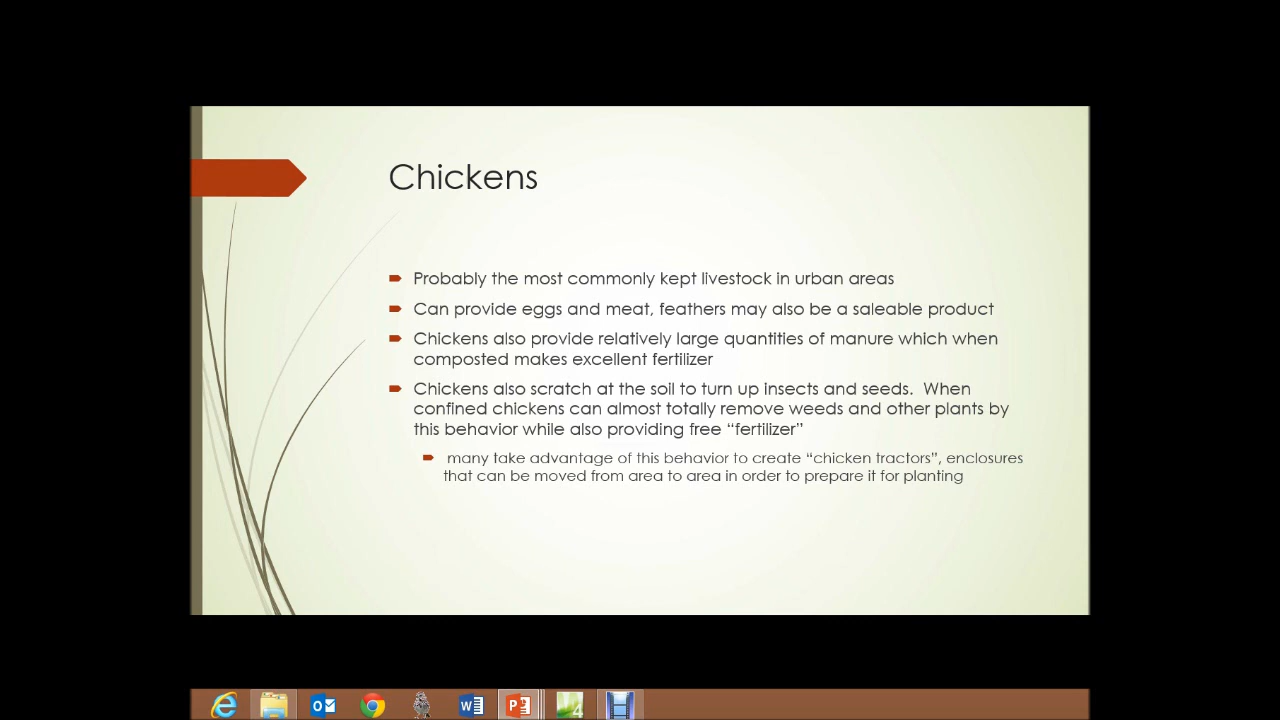 Chickens
Probably the most commonly kept livestock in urban areas
Can provide eggs and meat, feathers may also be a saleable product
Chickens also provide relatively large quantities of manure which when
composted makes excellent fertilizer
Chickens also scratch at the soil to turn up insects and seeds.  When
confined chickens can almost totally remove weeds and other plants by
this behavior while also providing free “fertilizer”
many take advantage of this behavior to create “chicken tractors”, enclosures
that can be moved from area to area in order to prepare it for planting